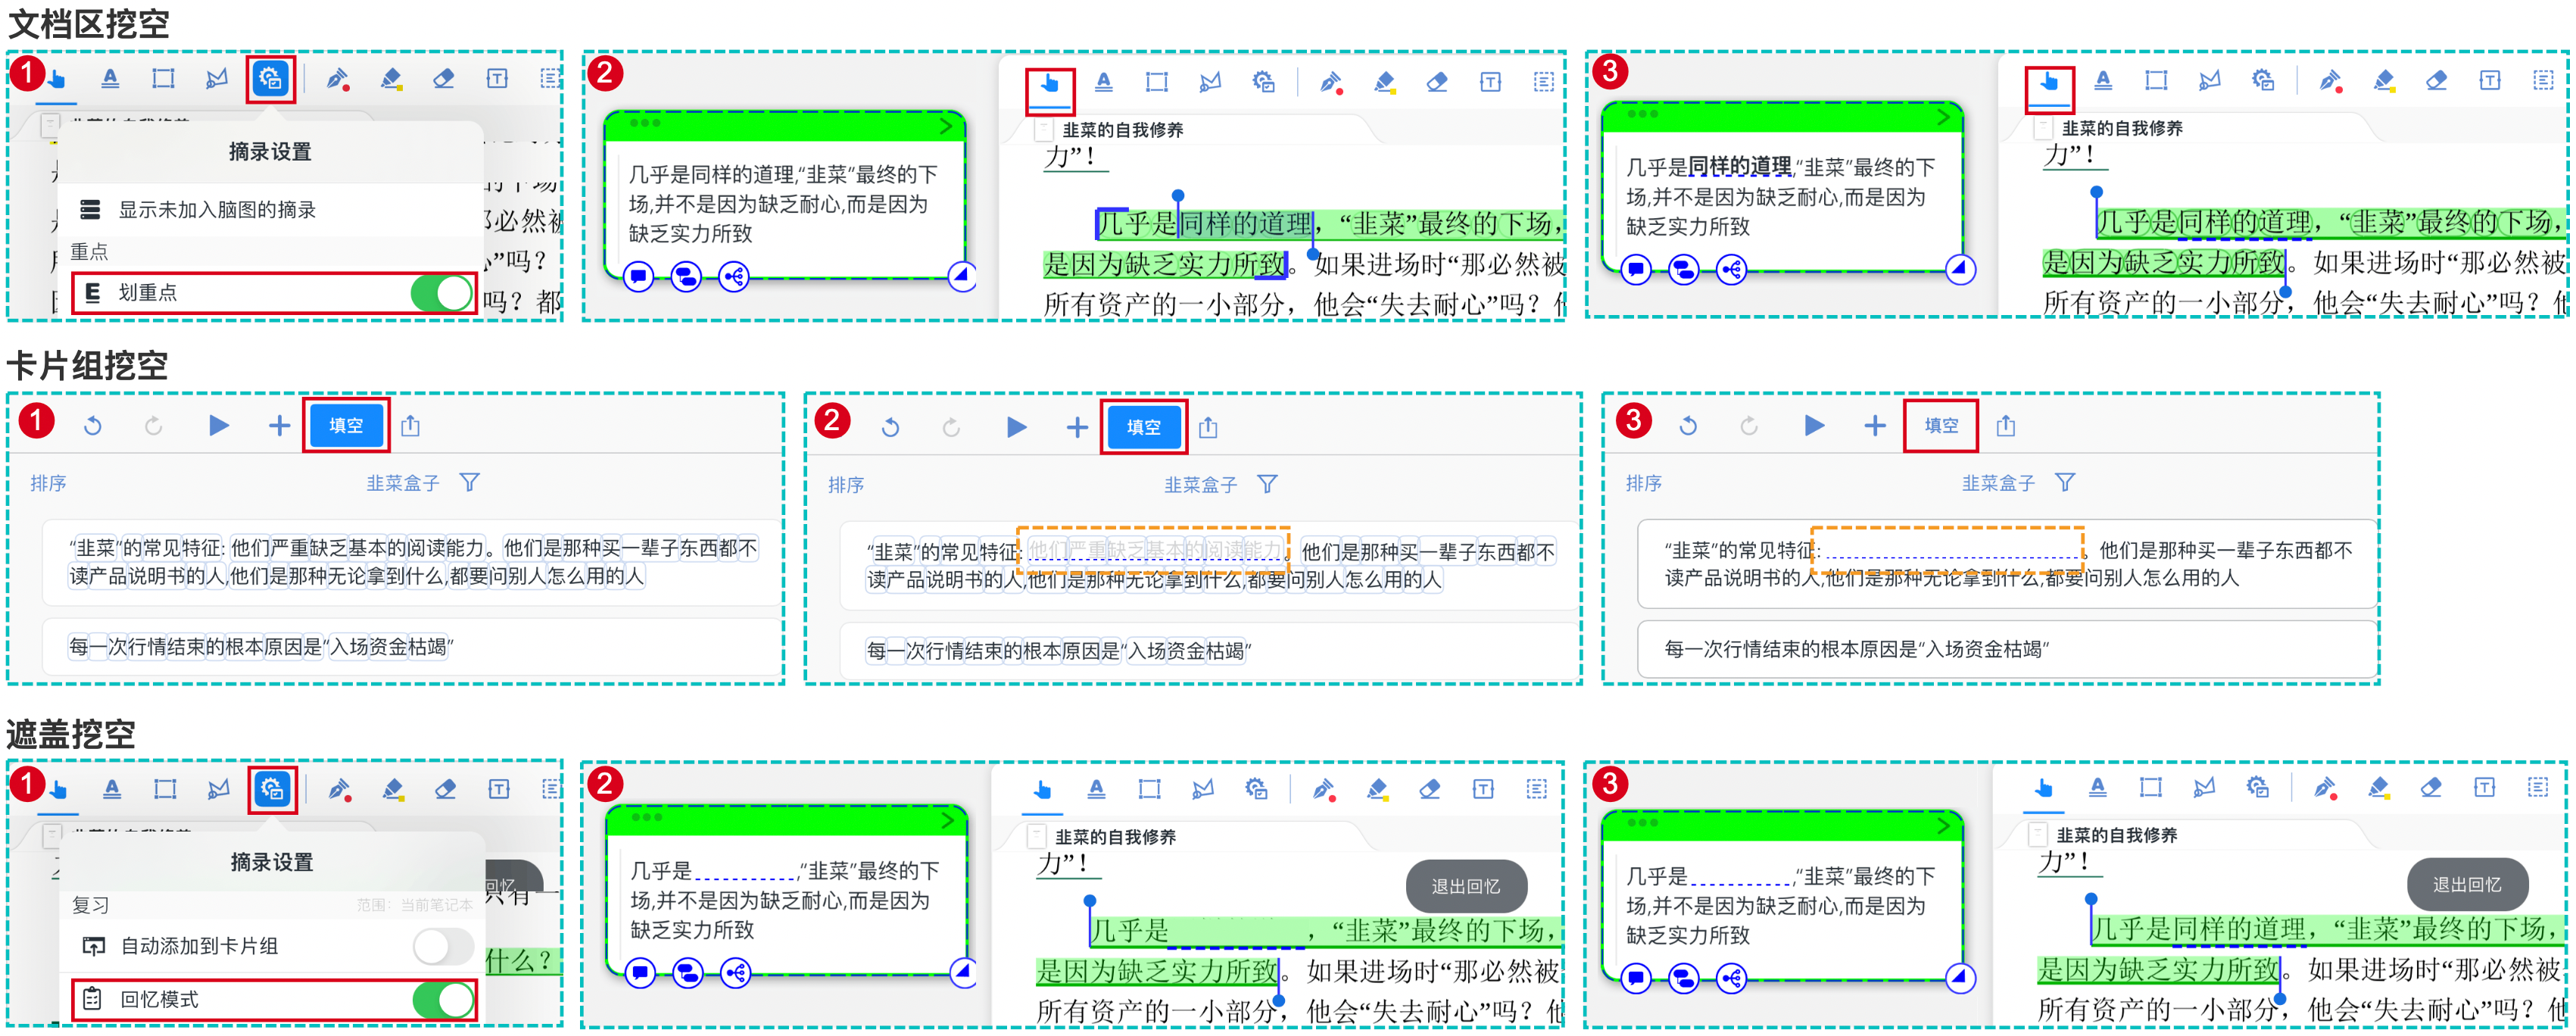 文档区挖空
1
摘录设置
显示未加入脑图的摘录
重点
划重点
吗?
吗?都
2
几乎是同样的道理,“韭菜”最终的下
场,并不是因为缺乏耐心,而是因为
缺乏实力所致
韭菜的自我修养
力”!
几乎是同样的道理,“韭菜”最终的下场,
是因为缺乏实力所致。如果进场时“那必然被
所有资产的一小部分,他会“失去耐心”吗?
3
几乎是同样的道理,“韭菜”最终的下
场,并不是因为缺乏耐心,而是因为
缺乏实力所致
韭菜的自我修养
力”!
几乎是同样的道理,“韭菜”最终的下场,
是因为缺乏实力所致。如果进场时“那必然被
所有资产的一小部分,他会“失去耐心”吗?
卡片组挖空
1
填空
排序 韭菜盒子
“韭菜”的常见特征: 他们严重缺乏基本的阅读能力。他们是那种买一辈子东西都不
读产品说明书的人,他们是那种无论拿到什么,都要问别人怎么用的人
每一次行情结束的根本原因是“入场资金枯竭”
2
填空
排序 韭菜盒子
“韭菜”的常见特征: 他们严重缺乏基本的阅读能力。他们是那种买一辈子东西都不
读产品说明书的人,他们是那种无论拿到什么,都要问别人怎么用的人
每一次行情结束的根本原因是“入场资金枯竭”
3
填空
排序 韭菜盒子
“韭菜”的常见特征: 。他们是那种买一辈子东西都不
读产品说明书的人,他们是那种无论拿到什么,都要问别人怎么用的人
每一次行情结束的根本原因是“入场资金枯竭”
遮盖挖空
1
摘录设置
回忆
只有一
复习 范围: 当前笔记本
自动添加到卡片组
什么?
回忆模式
2
几乎是 ,“韭菜”最终的下
场,并不是因为缺乏耐心,而是因为
缺乏实力所致
韭菜的自我修养
力”!
退出回忆
几乎是 ,“韭菜”最终的下场,
是因为缺乏实力所致。如果进场时“那必然被
所有资产的一小部分,他会“失去耐心”吗?
3
几乎是 ,“韭菜”最终的下
场,并不是因为缺乏耐心,而是因为
缺乏实力所致
韭菜的自我修养
力”!
退出回忆
几乎是同样的道理,“韭菜”最终的下场,
是因为缺乏实力所致。如果进场时“那必然被
所有资产的一小部分,他会“失去耐心”吗?